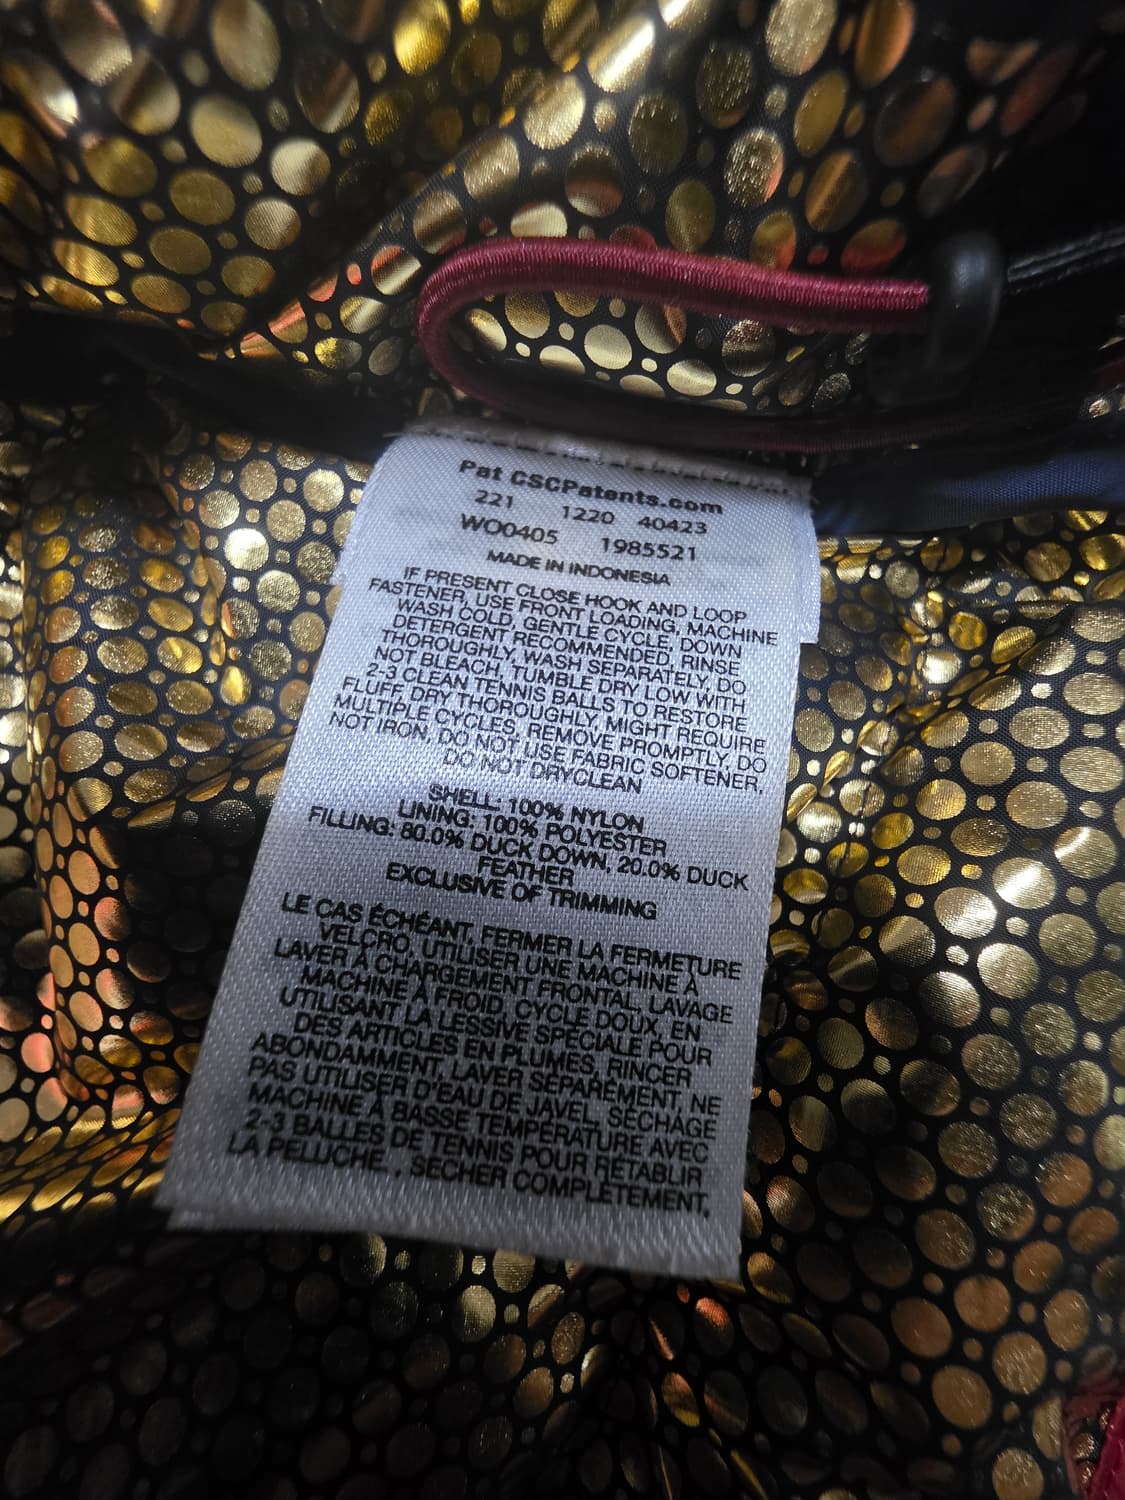 Pat CSCPatents.com
221 1220 40423
WO0405 1985521
MADE IN INDONESIA
IF PRESENT CLOSE HOOK AND LOOP
FASTENER, USE FRONT LOADING, MACHINE
WASH COLD, GENTLE CYCLE, DOWN
DETERGENT RECOMMENDED, RINSE
THOROUGHLY, WASH SEPARATELY, DO
NOT BLEACH, TUMBLE DRY LOW WITH
2-3 CLEAN TENNIS BALLS TO RESTORE
FLUFF, DRY THOROUGHLY, MIGHT REQUIRE
MULTIPLE CYCLES, REMOVE PROMPTLY, DO
NOT IRON, DO NOT USE FABRIC SOFTENER,
DO NOT DRYCLEAN
SHELL: 100% NYLON
LINING: 100% POLYESTER
FILLING: 80.0% DUCK DOWN, 20.0% DUCK
FEATHER
EXCLUSIVE OF TRIMMING
LE CAS ÉCHÉANT, FERMER LA FERMETURE
VELCRO, UTILISER UNE MACHINE À
LAVER À CHARGEMENT FRONTAL, LAVAGE
MACHINE À FROID, CYCLE DOUX, EN
UTILISANT LA LESSIVE SPÉCIALE POUR
DES ARTICLES EN PLUMES, RINCER
ABONDAMMENT, LAVER SÉPARÉMENT, NE
PAS UTILISER D'EAU DE JAVEL, SÉCHAGE
MACHINE À BASSE TEMPÉRATURE AVEC
2-3 BALLES DE TENNIS POUR RÉTABLIR
LA PELUCHE , SÉCHER COMPLÈTEMENT,